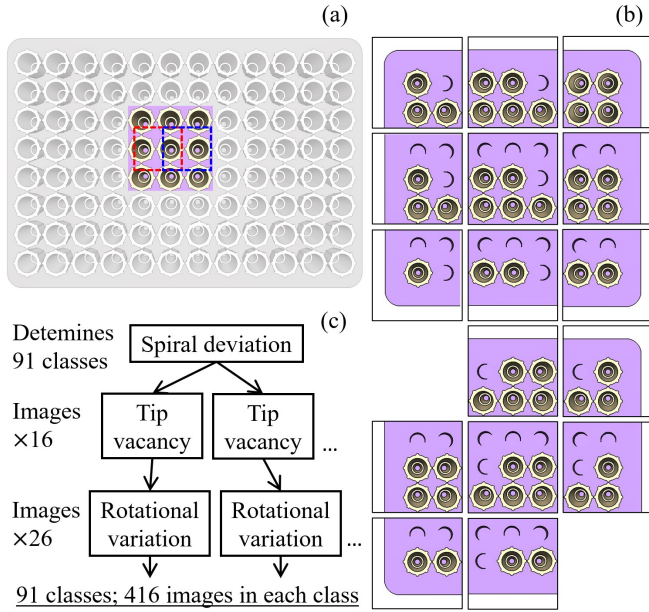 (a)
(b)
(c)
Detemines
91 classes
Spiral deviation
Images
×16
Tip
vacancy
Tip
vacancy
...
Images
×26
Rotational
variation
Rotational
variation
...
91 classes; 416 images in each class